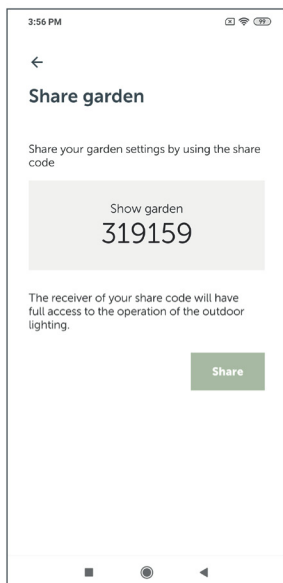 3:56 PM
99
Share garden
Share your garden settings by using the share
code
Show garden
319159
The receiver of your share code will have
full access to the operation of the outdoor
lighting.
Share